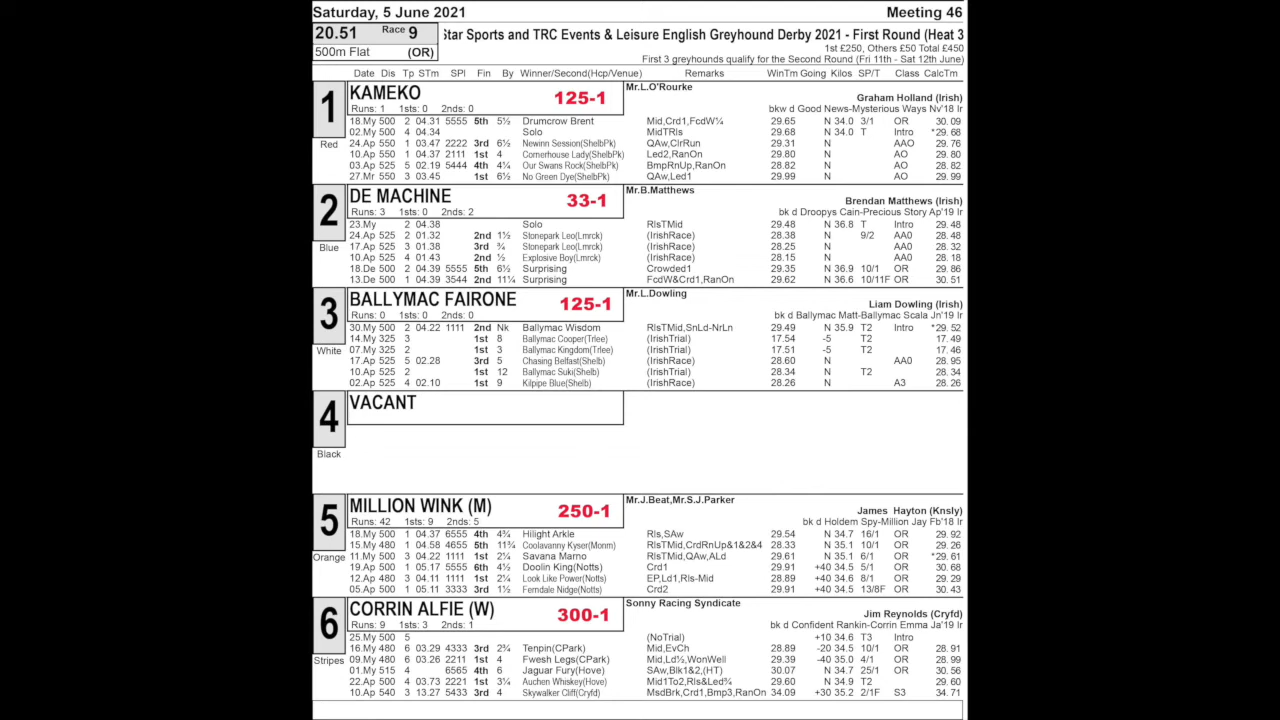 Saturday, 5 June 2021 Meeting 46
20.51 Race 9 Star Sports and TRC Events & Leisure English Greyhound Derby 2021 - First Round (Heat 3
500m Flat (OR) 1st £250, Others £50 Total £450
First 3 greyhounds qualify for the Second Round (Fri 11th - Sat 12th June)
Date Dis Tp STm SPl Fin By Winner/Second(Hcp/Venue) Remarks WinTm Going Kilos SP/T Class CalcTm
1 KAMEKO 125-1 Mr.L.O'Rourke
Graham Holland (Irish)
Runs: 1 1sts: 0 2nds: 0 bkw d Good News-Mysterious Ways Nv'18 Ir
18.My 500 2 04.31 5555 5th 5½ Drumcrow Brent Mid,Crd1,FcdW¼ 29.65 N 34.0 3/1 OR 30.09
02.My 500 4 04.34 Solo MidTRls 29.68 N 34.0 T Intro *29.68
Red 24.Ap 550 1 03.47 2222 3rd 6½ Newinn Session(ShelbPk) QAw,ClrRun 29.31 N AAO 29.76
10.Ap 550 1 04.37 2111 1st 4 Cornerhouse Lady(ShelbPk) Led2,RanOn 29.80 N AO 29.80
03.Ap 525 5 02.19 5444 4th 4¼ Our Swans Rock(ShelbPk) BmpRnUp,RanOn 28.82 N AO 28.82
27.Mr 550 3 03.45 1st 6½ No Green Dye(ShelbPk) QAw,Led1 29.99 N AO 29.99
2 DE MACHINE 33-1 Mr.B.Matthews
Brendan Matthews (Irish)
Runs: 3 1sts: 0 2nds: 2 bk d Droopys Cain-Precious Story Ap'19 Ir
23.My 2 04.38 Solo RlsTMid 29.48 N 36.8 T Intro 29.48
24.Ap 525 2 01.32 2nd 1½ Stonepark Leo(Lmrck) (IrishRace) 28.38 N 9/2 AA0 28.48
Blue 17.Ap 525 3 01.38 3rd ¾ Stonepark Leo(Lmrck) (IrishRace) 28.25 N AA0 28.32
10.Ap 525 4 01.43 2nd ½ Explosive Boy(Lmrck) (IrishRace) 28.15 N AA0 28.18
18.De 500 2 04.39 5555 5th 6½ Surprising Crowded1 29.35 N 36.9 10/1 OR 29.86
13.De 500 1 04.39 3544 2nd 11¼ Surprising FcdW&Crd1,RanOn 29.62 N 36.6 10/11F OR 30.51
3 BALLYMAC FAIRONE 125-1 Mr.L.Dowling
Liam Dowling (Irish)
Runs: 0 1sts: 0 2nds: 0 bk d Ballymac Matt-Ballymac Scala Jn'19 Ir
30.My 500 2 04.22 1111 2nd Nk Ballymac Wisdom RlsTMid,SnLd-NrLn 29.49 N 35.9 T2 Intro *29.52
14.My 325 3 1st 8 Ballymac Cooper(Trlee) (IrishTrial) 17.54 -5 T2 17.49
White 07.My 325 2 1st 3 Ballymac Kingdom(Trlee) (IrishTrial) 17.51 -5 T2 17.46
17.Ap 525 5 02.28 3rd 5 Chasing Belfast(Shelb) (IrishRace) 28.60 N AA0 28.95
10.Ap 525 2 1st 12 Ballymac Suki(Shelb) (IrishTrial) 28.34 N T2 28.34
02.Ap 525 4 02.10 1st 9 Kilpipe Blue(Shelb) (IrishRace) 28.26 N A3 28.26
4 VACANT
Black
5 MILLION WINK (M) 250-1 Mr.J.Beat,Mr.S.J.Parker
James Hayton (Knsly)
Runs: 42 1sts: 9 2nds: 5 bk d Holdem Spy-Million Jay Fb'18 Ir
18.My 500 1 04.37 6555 4th 4¾ Hilight Arkle Rls,SAw 29.54 N 34.7 16/1 OR 29.92
15.My 480 1 04.58 4655 5th 11¾ Coolavanny Kyser(Monm) RlsTMid,CrdRnUp&1&2&4 28.33 N 35.1 10/1 OR 29.26
Orange 11.My 500 3 04.22 1111 1st 2¼ Savana Marno RlsTMid,QAw,ALd 29.61 N 35.1 6/1 OR *29.61
19.Ap 500 1 05.17 5555 6th 4½ Doolin King(Notts) Crd1 29.91 +40 34.5 5/1 OR 30.68
12.Ap 480 3 04.11 1111 1st 2¼ Look Like Power(Notts) EP,Ld1,Rls-Mid 28.89 +40 34.6 8/1 OR 29.29
05.Ap 500 1 05.11 3333 3rd 1½ Ferndale Nidge(Notts) Crd2 29.91 +40 34.5 13/8F OR 30.43
6 CORRIN ALFIE (W) 300-1 Sonny Racing Syndicate
Jim Reynolds (Cryfd)
Runs: 9 1sts: 3 2nds: 1 bk d Confident Rankin-Corrin Emma Ja'19 Ir
25.My 500 5 (NoTrial) +10 34.6 T3 Intro
16.My 480 6 03.29 4333 3rd 2¾ Tenpin(CPark) Mid,EvCh 28.89 -20 34.5 10/1 OR 28.91
Stripes 09.My 480 6 03.26 2211 1st 4 Fwesh Legs(CPark) Mid,Ld½,WonWell 29.39 -40 35.0 4/1 OR 28.99
01.My 515 4 6565 4th 6 Jaguar Fury(Hove) SAw,Blk1&2,(HT) 30.07 N 34.7 25/1 OR 30.56
22.Ap 500 4 03.73 2221 1st 3¼ Auchen Whiskey(Hove) Mid1To2,Rls&Led¾ 29.60 N 34.9 T2 29.60
10.Ap 540 3 13.27 5433 3rd 4 Skywalker Cliff(Cryfd) MsdBrk,Crd1,Bmp3,RanOn 34.09 +30 35.2 2/1F S3 34.71